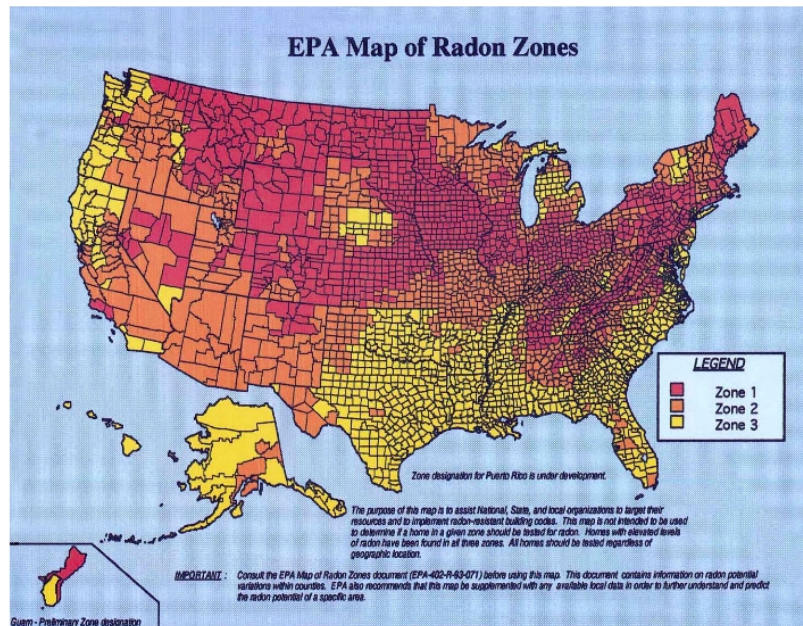 EPA Map of Radon Zones
LEGEND
Zone 1
Zone 2
Zone 3
Zone designation for Puerto Rico is under development.
The purpose of this map is to assist National, State, and local organizations to target their
resources and to implement radon-resistant building codes. This map is not intended to be used
to determine if a home in a given zone should be tested for radon. Homes with elevated levels
of radon have been found in all three zones. All homes should be tested regardless of
geographic location.
IMPORTANT : Consult the EPA Map of Radon Zones document (EPA-402-R-93-071) before using this map. This document contains information on radon potential
variations within counties. EPA also recommends that this map be supplemented with any available local data in order to further understand and predict
the radon potential of a specific area.
Guam - Preliminary Zone designation